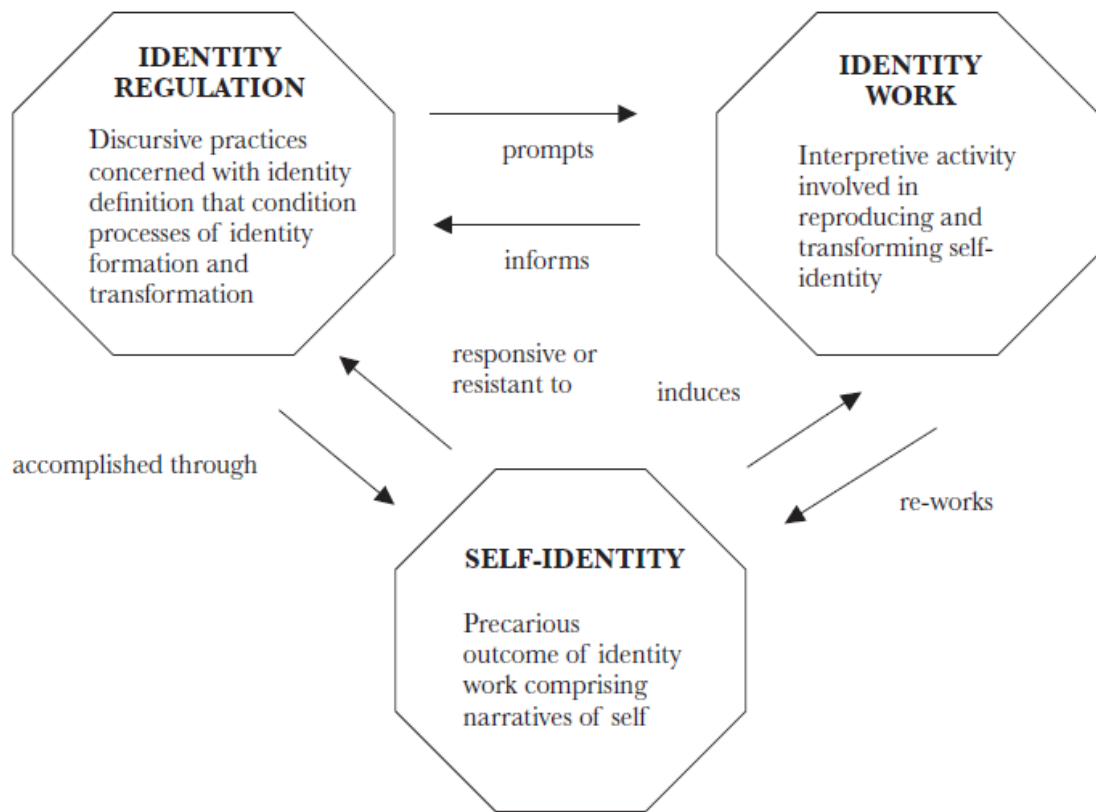 IDENTITY
REGULATION
Discursive practices
concerned with identity
definition that condition
processes of identity
formation and
transformation
prompts
informs
IDENTITY
WORK
Interpretive activity
involved in
reproducing and
transforming self-
identity
responsive or
resistant to
induces
accomplished through
re-works
SELF-IDENTITY
Precarious
outcome of identity
work comprising
narratives of self